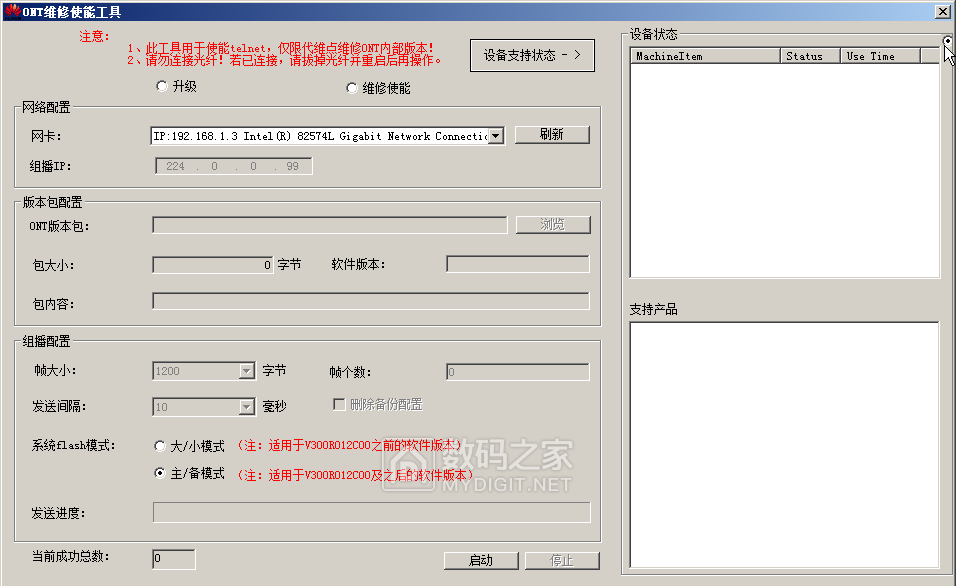 ONT维修使能工具
注意:
1、此工具用于使能telnet，仅限代维点维修ONT内部版本!
2、请勿连接光纤！若已连接，请拔掉光纤并重启后再操作。
设备支持状态 - >
升级
维修使能
网络配置
网卡:
IP:192.168.1.3 Intel(R) 82574L Gigabit Network Connectic
刷新
组播IP:
224 . 0 . 0 . 99
版本包配置
ONT版本包:
浏览
包大小:
0
字节
软件版本:
包内容:
组播配置
帧大小:
1200
字节
帧个数:
0
发送间隔:
10
毫秒
删除备份配置
系统flash模式:
大/小模式
(注: 适用于V300R012C00之前的软件版本)
主/备模式
(注: 适用于V300R012C00及之后的软件版本)
发送进度:
当前成功总数:
0
启动
停止
设备状态
MachineItem
Status
Use Time
支持产品
数码之家
MYDIGIT.NET